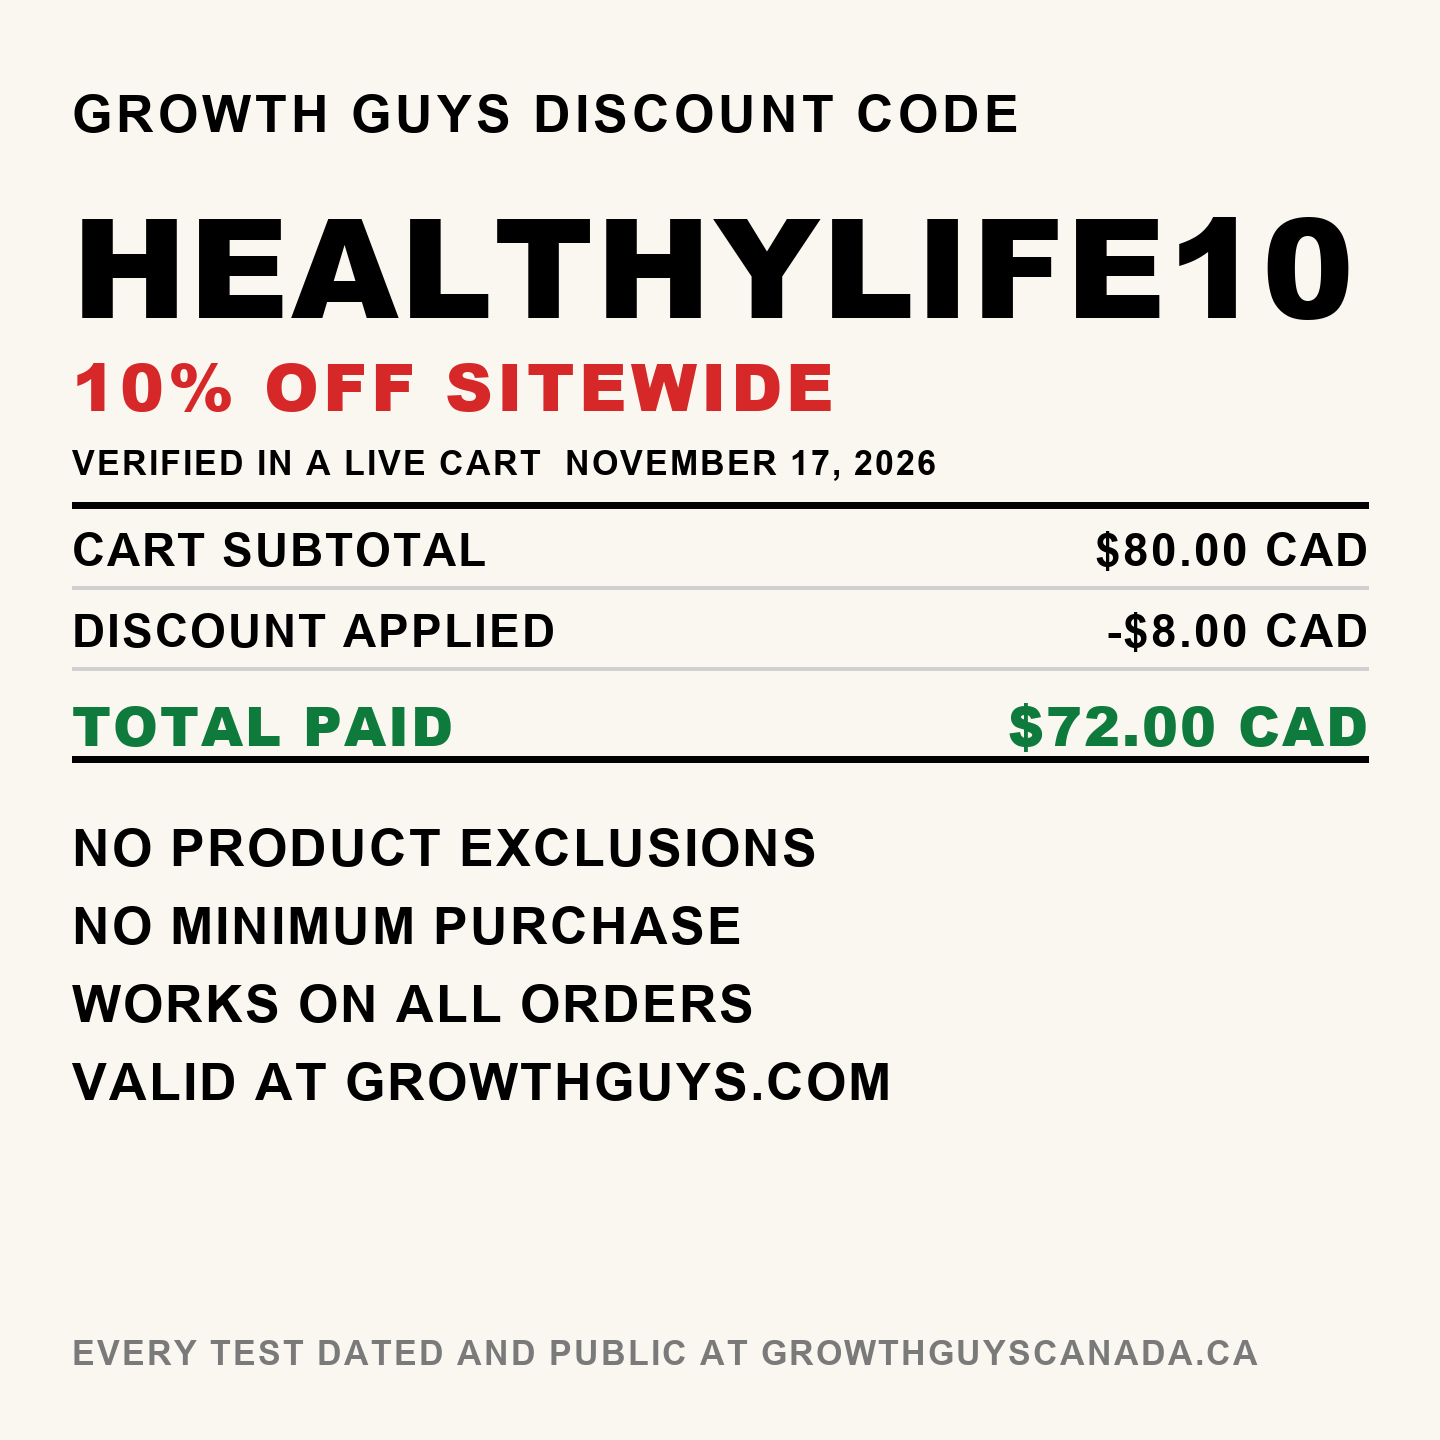 GROWTH GUYS DISCOUNT CODE
HEALTHYLIFE10
10% OFF SITEWIDE
VERIFIED IN A LIVE CART NOVEMBER 17, 2026
CART SUBTOTAL $80.00 CAD
DISCOUNT APPLIED -$8.00 CAD
TOTAL PAID $72.00 CAD
NO PRODUCT EXCLUSIONS
NO MINIMUM PURCHASE
WORKS ON ALL ORDERS
VALID AT GROWTHGUYS.COM
EVERY TEST DATED AND PUBLIC AT GROWTHGUYSCANADA.CA